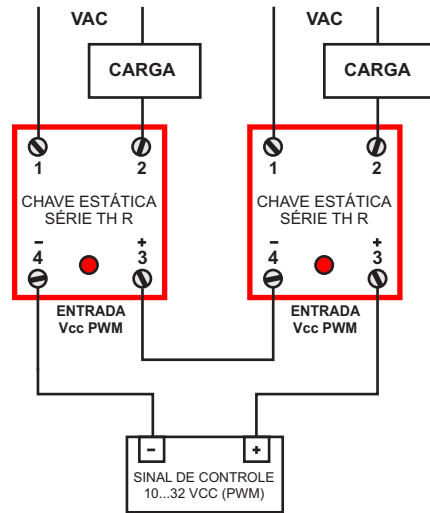 VAC
CARGA
1
2
CHAVE ESTÁTICA
SÉRIE TH R
-
+
4
3
ENTRADA
Vcc PWM
VAC
CARGA
1
2
CHAVE ESTÁTICA
SÉRIE TH R
-
+
4
3
ENTRADA
Vcc PWM
-
+
SINAL DE CONTROLE
10...32 VCC (PWM)